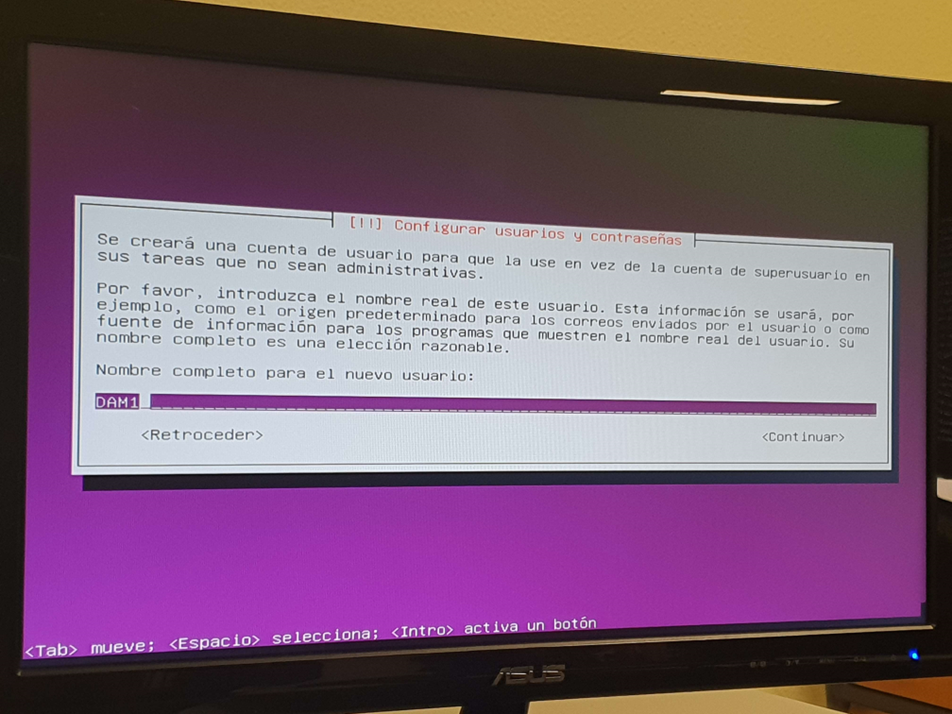 [!!] Configurar usuarios y contraseñas
Se creará una cuenta de usuario para que la use en vez de la cuenta de superusuario en
sus tareas que no sean administrativas.
Por favor, introduzca el nombre real de este usuario. Esta información se usará, por
ejemplo, como el origen predeterminado para los correos enviados por el usuario o como
fuente de información para los programas que muestren el nombre real del usuario. Su
nombre completo es una elección razonable.
Nombre completo para el nuevo usuario:
DAM1
<Retroceder> <Continuar>
<Tab> mueve; <Espacio> selecciona; <Intro> activa un botón
ASUS